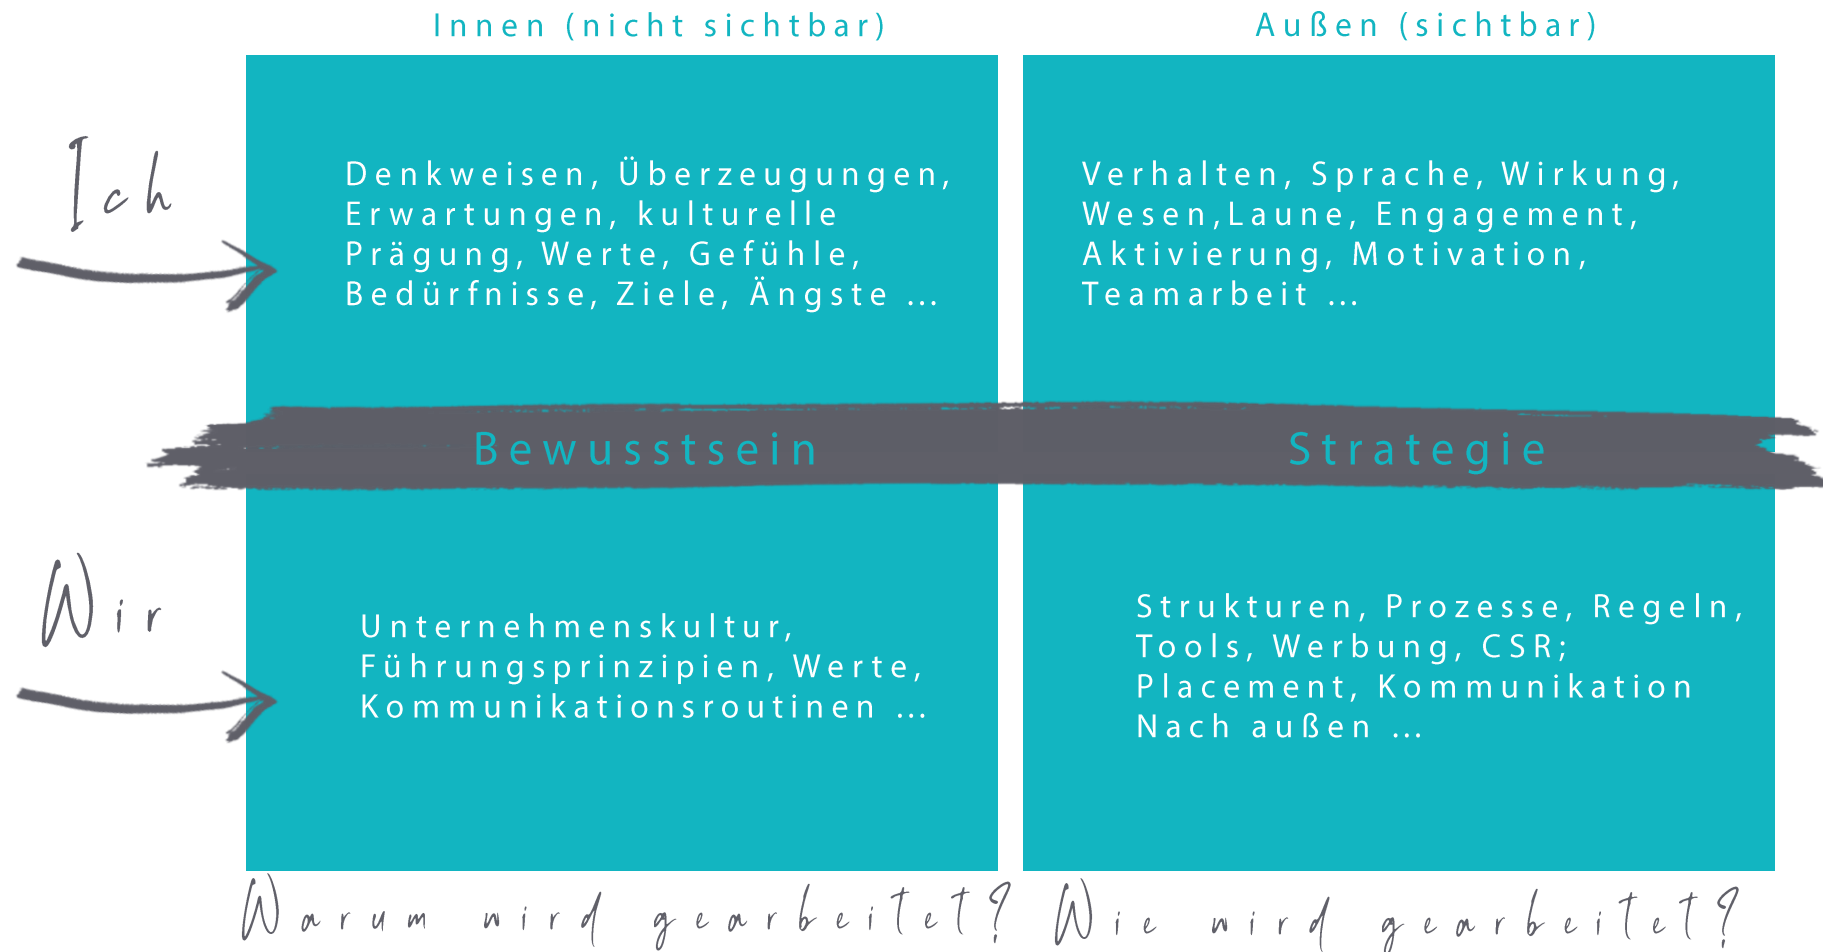 Innen (nicht sichtbar)
Außen (sichtbar)
Ich
Denkweisen, Überzeugungen,
Erwartungen, kulturelle
Prägung, Werte, Gefühle,
Bedürfnisse, Ziele, Ängste ...
Verhalten, Sprache, Wirkung,
Wesen,Laune, Engagement,
Aktivierung, Motivation,
Teamarbeit ...
Bewusstsein
Strategie
Wir
Unternehmenskultur,
Führungsprinzipien, Werte,
Kommunikationsroutinen ...
Strukturen, Prozesse, Regeln,
Tools, Werbung, CSR;
Placement, Kommunikation
Nach außen ...
Warum wird gearbeitet?
Wie wird gearbeitet?